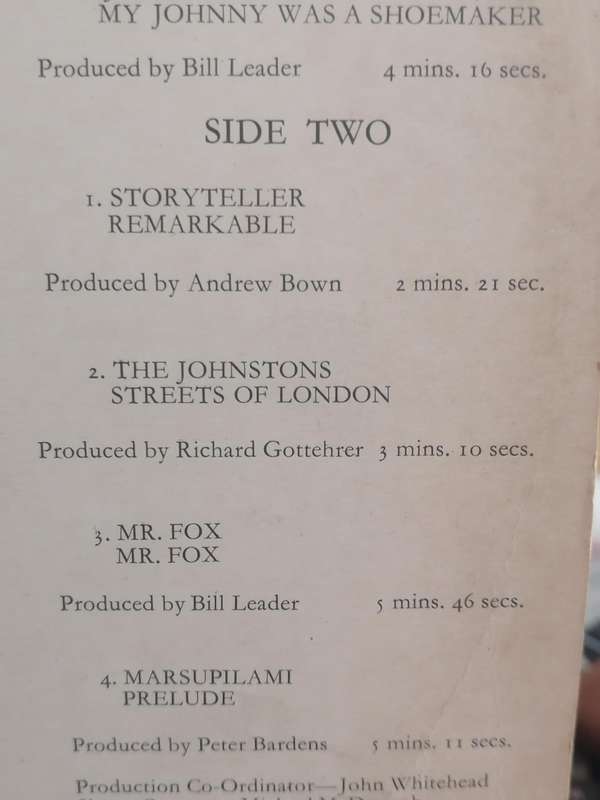 MY JOHNNY WAS A SHOEMAKER
Produced by Bill Leader 4 mins. 16 secs.
SIDE TWO
1. STORYTELLER
REMARKABLE
Produced by Andrew Bown 2 mins. 21 sec.
2. THE JOHNSTONS
STREETS OF LONDON
Produced by Richard Gottehrer 3 mins. 10 secs.
3. MR. FOX
MR. FOX
Produced by Bill Leader 5 mins. 46 secs.
4. MARSUPILAMI
PRELUDE
Produced by Peter Bardens 5 mins. 11 secs.
Production Co-Ordinator—John Whitehead